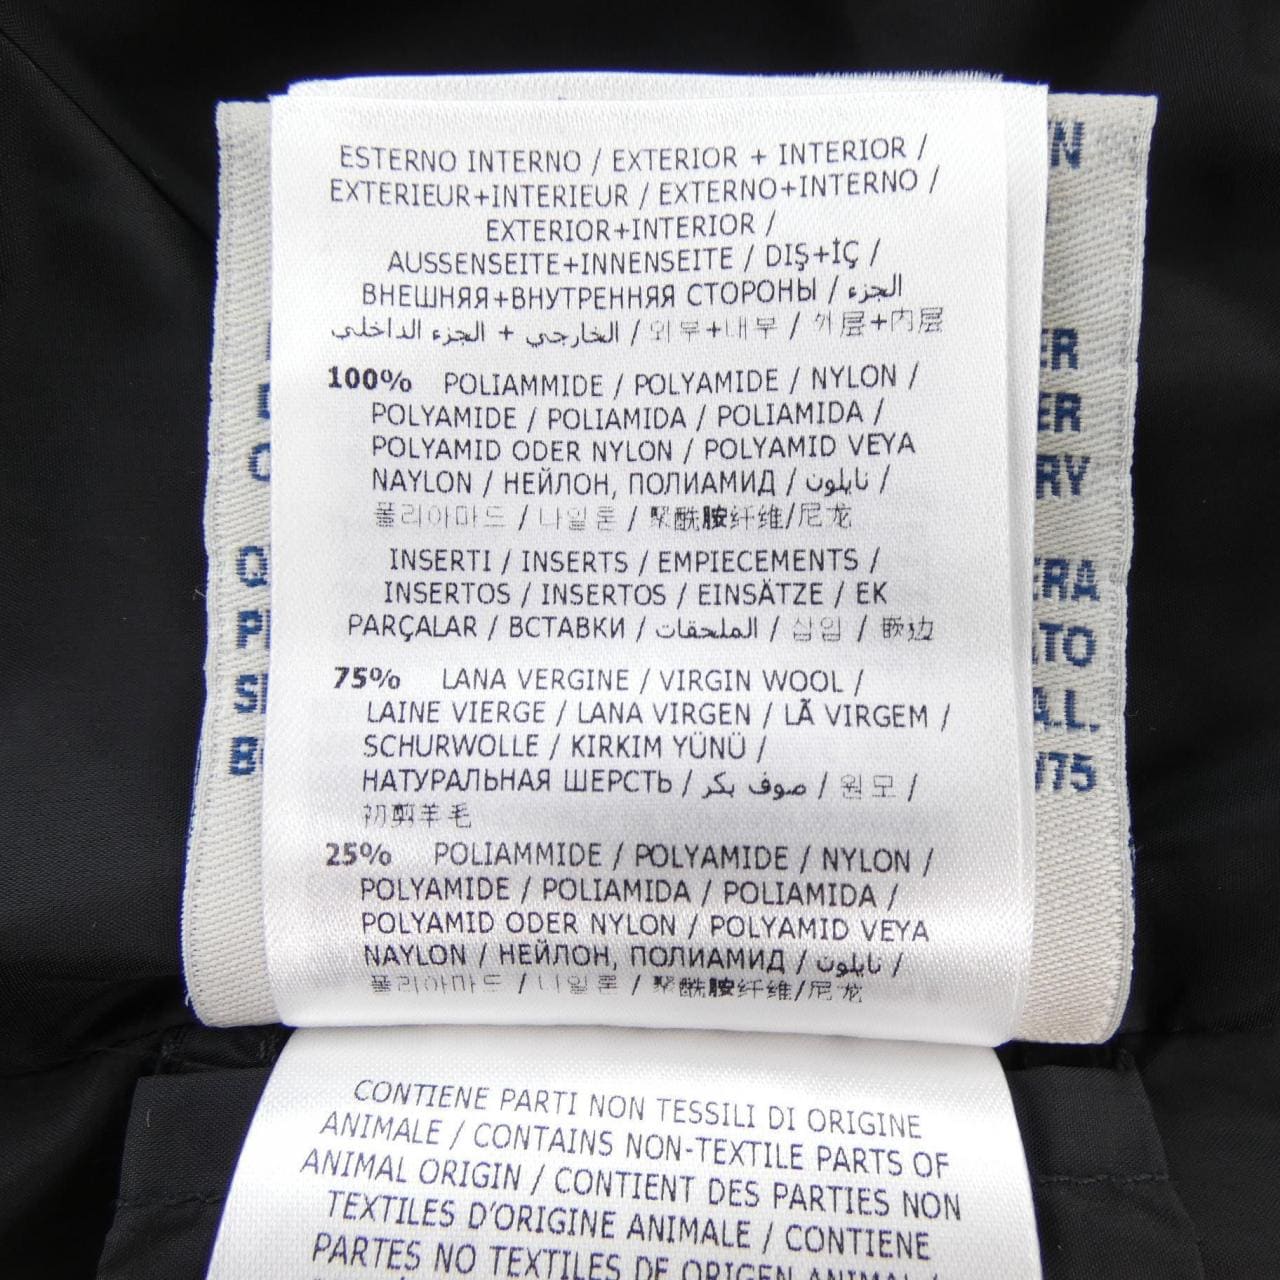 ESTERNO INTERNO / EXTERIOR + INTERIOR /
EXTERIEUR+INTERIEUR / EXTERNO+INTERNO /
EXTERIOR+INTERIOR /
AUSSENSEITE+INNENSEITE / DIŞ+İÇ /
ВНЕШНЯЯ+ВНУТРЕННЯЯ СТОРОНЫ / الجزء
الخارجي + الجزء الداخلي / 외부+내부 / 外层+内层
100% POLIAMMIDE / POLYAMIDE / NYLON /
POLYAMIDE / POLIAMIDA / POLIAMIDA /
POLYAMID ODER NYLON / POLYAMID VEYA
NAYLON / НЕЙЛОН, ПОЛИАМИД / نايلون /
폴리아마드 / 나일론 / 聚酰胺纤维/尼龙
INSERTI / INSERTS / EMPIECEMENTS /
INSERTOS / INSERTOS / EINSÄTZE / EK
PARÇALAR / ВСТАВКИ / الملحقات / 삽입 / 嵌边
75% LANA VERGINE / VIRGIN WOOL /
LAINE VIERGE / LANA VIRGEN / LÃ VIRGEM /
SCHURWOLLE / KIRKIM YÜNÜ /
НАТУРАЛЬНАЯ ШЕРСТЬ / صوف بكر / 원모 /
初剪羊毛
25% POLIAMMIDE / POLYAMIDE / NYLON /
POLYAMIDE / POLIAMIDA / POLIAMIDA /
POLYAMID ODER NYLON / POLYAMID VEYA
NAYLON / НЕЙЛОН, ПОЛИАМИД / نايلون /
폴리아마드 / 나일론 / 聚酰胺纤维/尼龙
CONTIENE PARTI NON TESSILI DI ORIGINE
ANIMALE / CONTAINS NON-TEXTILE PARTS OF
ANIMAL ORIGIN / CONTIENT DES PARTIES NON
TEXTILES D'ORIGINE ANIMALE / CONTIENE
PARTES NO TEXTILES DE ORIGEN ANIMAL /